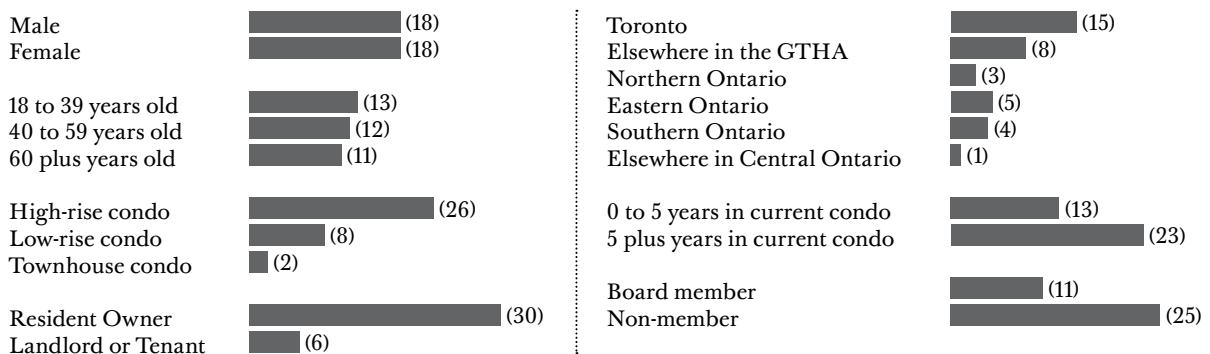 Male (18)
Female (18)
18 to 39 years old (13)
40 to 59 years old (12)
60 plus years old (11)
High-rise condo (26)
Low-rise condo (8)
Townhouse condo (2)
Resident Owner (30)
Landlord or Tenant (6)
Toronto (15)
Elsewhere in the GTHA (8)
Northern Ontario (3)
Eastern Ontario (5)
Southern Ontario (4)
Elsewhere in Central Ontario (1)
0 to 5 years in current condo (13)
5 plus years in current condo (23)
Board member (11)
Non-member (25)